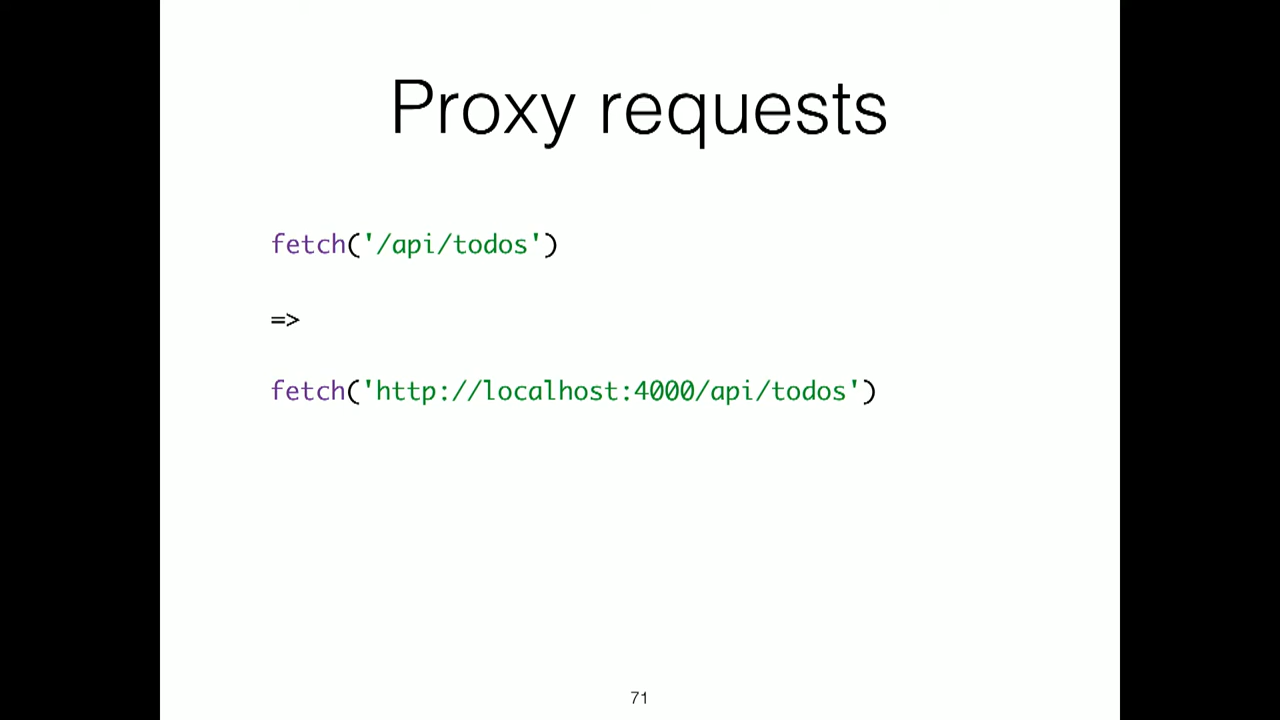 Proxy requests
fetch('/api/todos')
=>
fetch('http://localhost:4000/api/todos')
71